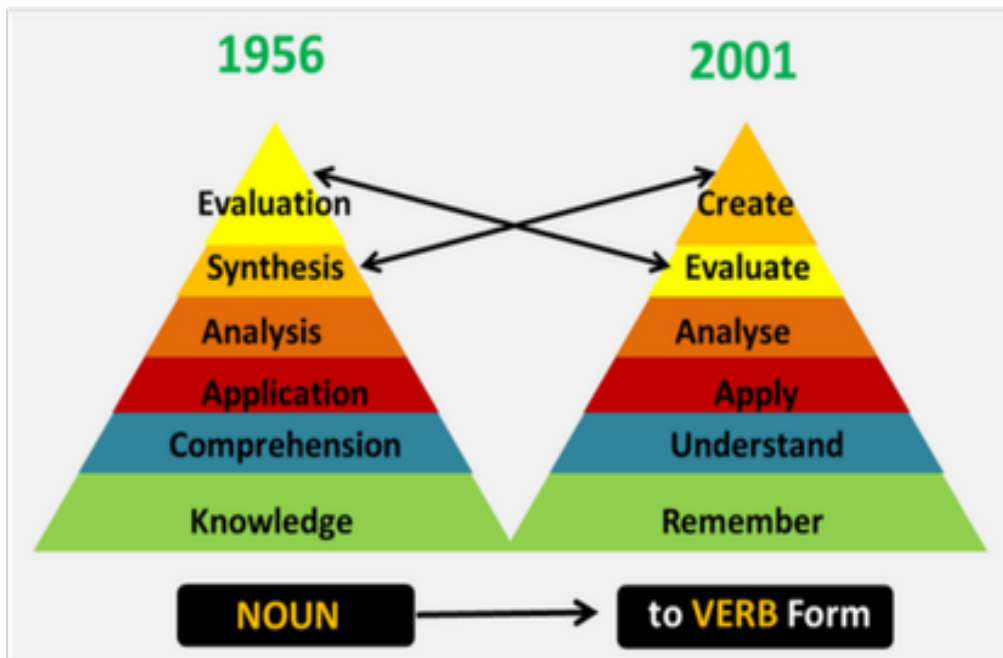 1956
2001
Evaluation
Synthesis
Analysis
Application
Comprehension
Knowledge
Create
Evaluate
Analyse
Apply
Understand
Remember
NOUN
to VERB Form